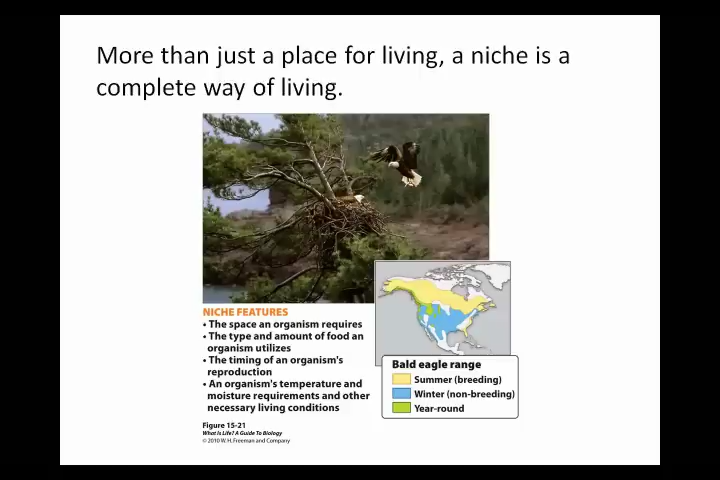 More than just a place for living, a niche is a
complete way of living.
NICHE FEATURES
• The space an organism requires
• The type and amount of food an
organism utilizes
• The timing of an organism's
reproduction
• An organism's temperature and
moisture requirements and other
necessary living conditions
Bald eagle range
Summer (breeding)
Winter (non-breeding)
Year-round
Figure 15-21
What Is Life? A Guide To Biology
© 2010 W. H. Freeman and Company